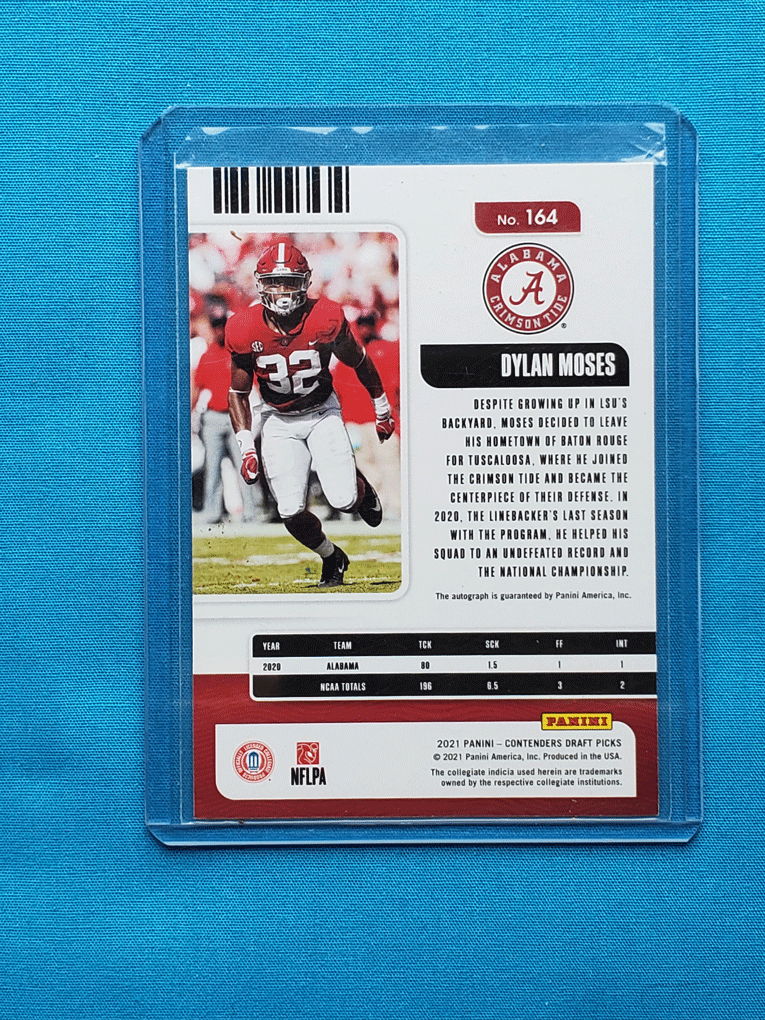 No. 164
ALABAMA
A
CRIMSON TIDE
®
DYLAN MOSES
SEC
32
DESPITE GROWING UP IN LSU'S
BACKYARD, MOSES DECIDED TO LEAVE
HIS HOMETOWN OF BATON ROUGE
FOR TUSCALOOSA, WHERE HE JOINED
THE CRIMSON TIDE AND BECAME THE
CENTERPIECE OF THEIR DEFENSE. IN
2020, THE LINEBACKER'S LAST SEASON
WITH THE PROGRAM, HE HELPED HIS
SQUAD TO AN UNDEFEATED RECORD AND
THE NATIONAL CHAMPIONSHIP.
The autograph is guaranteed by Panini America, Inc.
YEAR TEAM TCK SCK FF INT
2020 ALABAMA 80 1.5 1 1
NCAA TOTALS 196 6.5 3 2
PANINI
OFFICIALLY LICENSED COLLEGIATE PRODUCTS
NFLPA
2021 PANINI – CONTENDERS DRAFT PICKS
© 2021 Panini America, Inc. Produced in the USA.
The collegiate indicia used herein are trademarks
owned by the respective collegiate institutions.